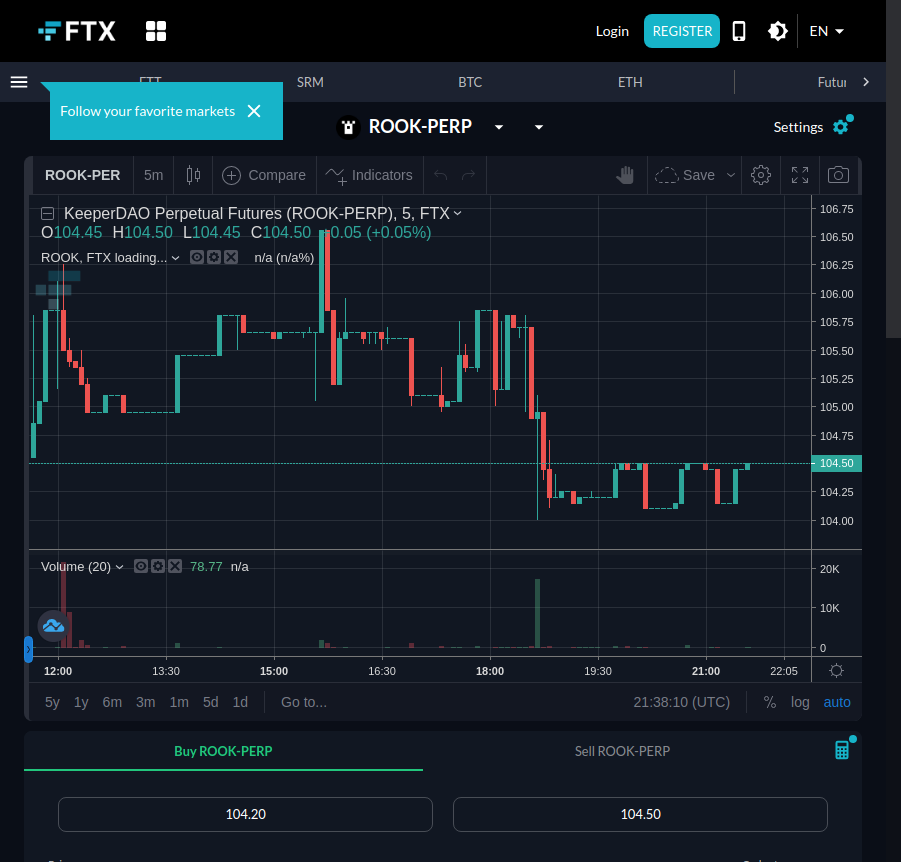 FTX
Login
REGISTER
EN
FTT
SRM
BTC
ETH
Futur
Follow your favorite markets
ROOK-PERP
Settings
ROOK-PER
5m
Compare
Indicators
Save
KeeperDAO Perpetual Futures (ROOK-PERP), 5, FTX
O104.45 H104.50 L104.45 C104.50 +0.05 (+0.05%)
ROOK, FTX loading...
n/a (n/a%)
106.75
106.50
106.25
106.00
105.75
105.50
105.25
105.00
104.75
104.50
104.25
104.00
Volume (20)
78.77 n/a
20K
10K
0
12:00
13:30
15:00
16:30
18:00
19:30
21:00
22:05
5y
1y
6m
3m
1m
5d
1d
Go to...
21:38:10 (UTC)
%
log
auto
Buy ROOK-PERP
Sell ROOK-PERP
104.20
104.50